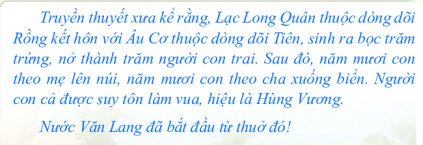 Truyền thuyết xưa kể rằng, Lạc Long Quân thuộc dòng dõi
Rồng kết hôn với Âu Cơ thuộc dòng dõi Tiên, sinh ra bọc trăm
trứng, nở thành trăm người con trai. Sau đó, năm mươi con
theo mẹ lên núi, năm mươi con theo cha xuống biển. Người
con cả được suy tôn làm vua, hiệu là Hùng Vương.
Nước Văn Lang đã bắt đầu từ thuở đó!